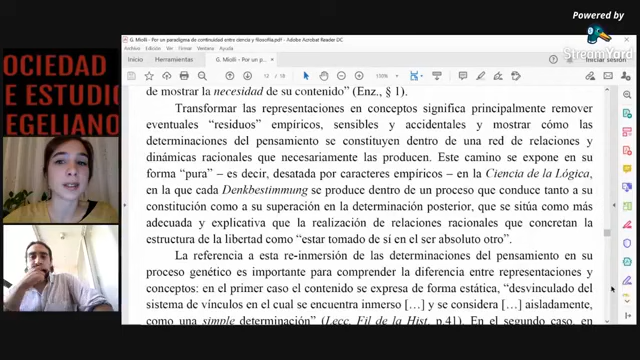 Powered by
StreamYard
G. Miolli - Por un paradigma de continuidad entre ciencia y filosofía.pdf - Adobe Acrobat Reader DC
Archivo Edición Ver Firmar Ventana Ayuda
Inicio Herramientas G. Miolli - Por un p... Iniciar sesión
12 / 18 130%
OCIEDAD
E ESTUDIO
EGELIANO
de mostrar la necesidad de su contenido” (Enz., § 1).
Transformar las representaciones en conceptos significa principalmente remover
eventuales “residuos” empíricos, sensibles y accidentales y mostrar cómo las
determinaciones del pensamiento se constituyen dentro de una red de relaciones y
dinámicas racionales que necesariamente las producen. Este camino se expone en su
forma “pura” – es decir, desatada por caracteres empíricos – en la Ciencia de la Lógica,
en la que cada Denkbestimmung se produce dentro de un proceso que conduce tanto a su
constitución como a su superación en la determinación posterior, que se sitúa como más
adecuada y explicativa que la realización de relaciones racionales que concretan la
estructura de la libertad como “estar tomado de sí en el ser absoluto otro”.
La referencia a esta re-inmersión de las determinaciones del pensamiento en su
proceso genético es importante para comprender la diferencia entre representaciones y
conceptos: en el primer caso el contenido se expresa de forma estática, “desvinculado del
sistema de vínculos en el cual se encuentra inmerso [...] y se considera [...] aisladamente,
como una simple determinación” (Lecc. Fil de la Hist. p.41). En el segundo caso, en